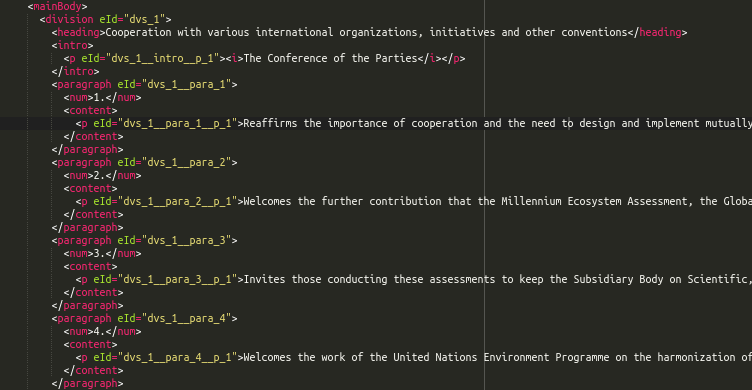 <mainBody>
<division eId="dvs_1">
<heading>Cooperation with various international organizations, initiatives and other conventions</heading>
<intro>
<p eId="dvs_1__intro__p_1"><i>The Conference of the Parties</i></p>
</intro>
<paragraph eId="dvs_1__para_1">
<num>1.</num>
<content>
<p eId="dvs_1__para_1__p_1">Reaffirms the importance of cooperation and the need to design and implement mutually
</content>
</paragraph>
<paragraph eId="dvs_1__para_2">
<num>2.</num>
<content>
<p eId="dvs_1__para_2__p_1">Welcomes the further contribution that the Millennium Ecosystem Assessment, the Globa
</content>
</paragraph>
<paragraph eId="dvs_1__para_3">
<num>3.</num>
<content>
<p eId="dvs_1__para_3__p_1">Invites those conducting these assessments to keep the Subsidiary Body on Scientific,
</content>
</paragraph>
<paragraph eId="dvs_1__para_4">
<num>4.</num>
<content>
<p eId="dvs_1__para_4__p_1">Welcomes the work of the United Nations Environment Programme on the harmonization of
</content>
</paragraph>